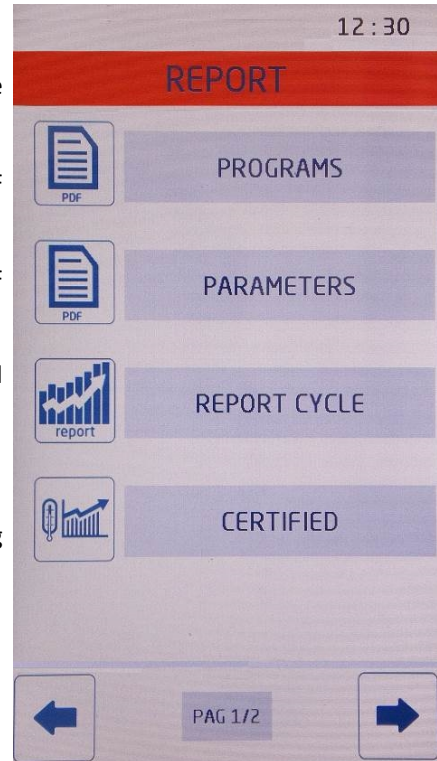 12:30
REPORT
PDF
PROGRAMS
PDF
PARAMETERS
report
REPORT CYCLE
CERTIFIED
PAG 1/2